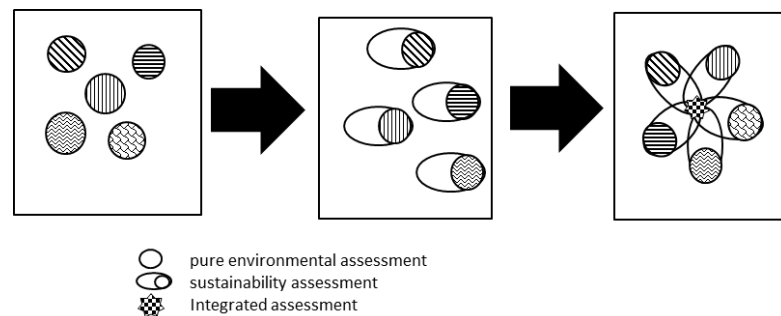 pure environmental assessment
sustainability assessment
Integrated assessment